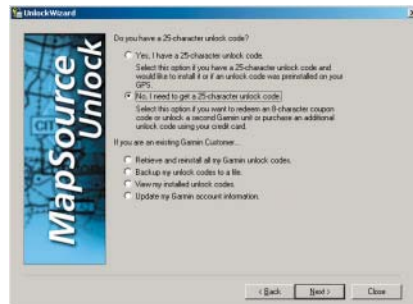 UnlockWizard
MapSource
Unlock
Do you have a 25-character unlock code?
Yes, I have a 25-character unlock code.
Select this option if you have a 25-character unlock code and
would like to install it or if an unlock code was preinstalled on your
GPS.
No, I need to get a 25-character unlock code.
Select this option if you want to redeem an 8-character coupon
code or unlock a second Garmin unit or purchase an additional
unlock code using your credit card.
If you are an existing Garmin Customer...
Retrieve and reinstall all my Garmin unlock codes.
Backup my unlock codes to a file.
View my installed unlock codes.
Update my Garmin account information.
< Back
Next >
Close